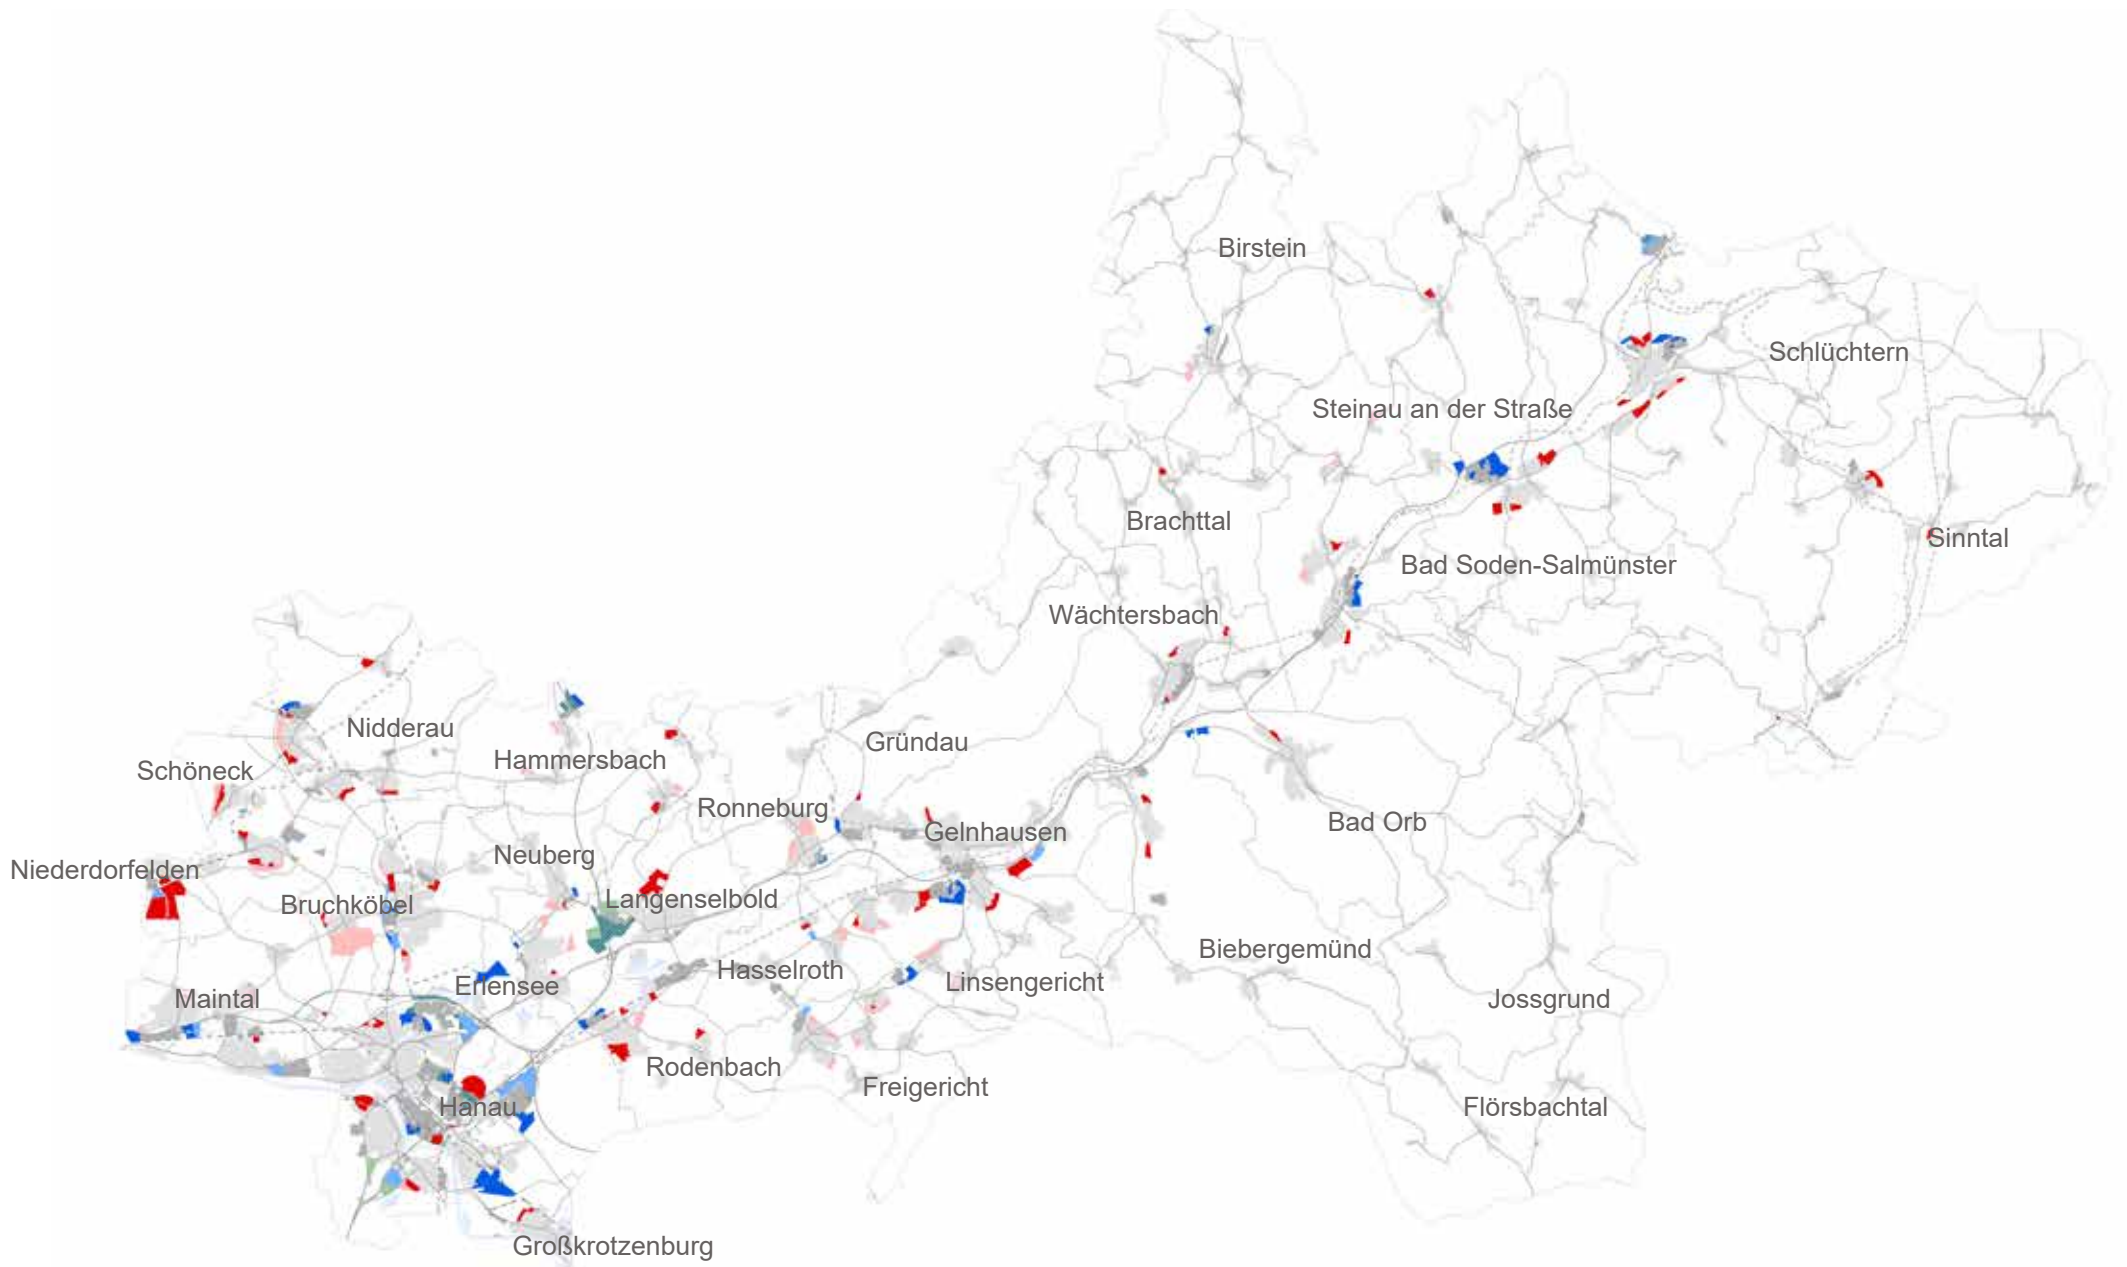 Birstein
Schlüchtern
Steinau an der Straße
Brachttal
Sinntal
Bad Soden-Salmünster
Wächtersbach
Nidderau
Gründau
Hammersbach
Schöneck
Ronneburg
Bad Orb
Gelnhausen
Neuberg
Niederdorfelden
Langenselbold
Bruchköbel
Biebergemünd
Hasselroth
Linsengericht
Erlensee
Maintal
Jossgrund
Rodenbach
Freigericht
Hanau
Flörsbachtal
Großkrotzenburg